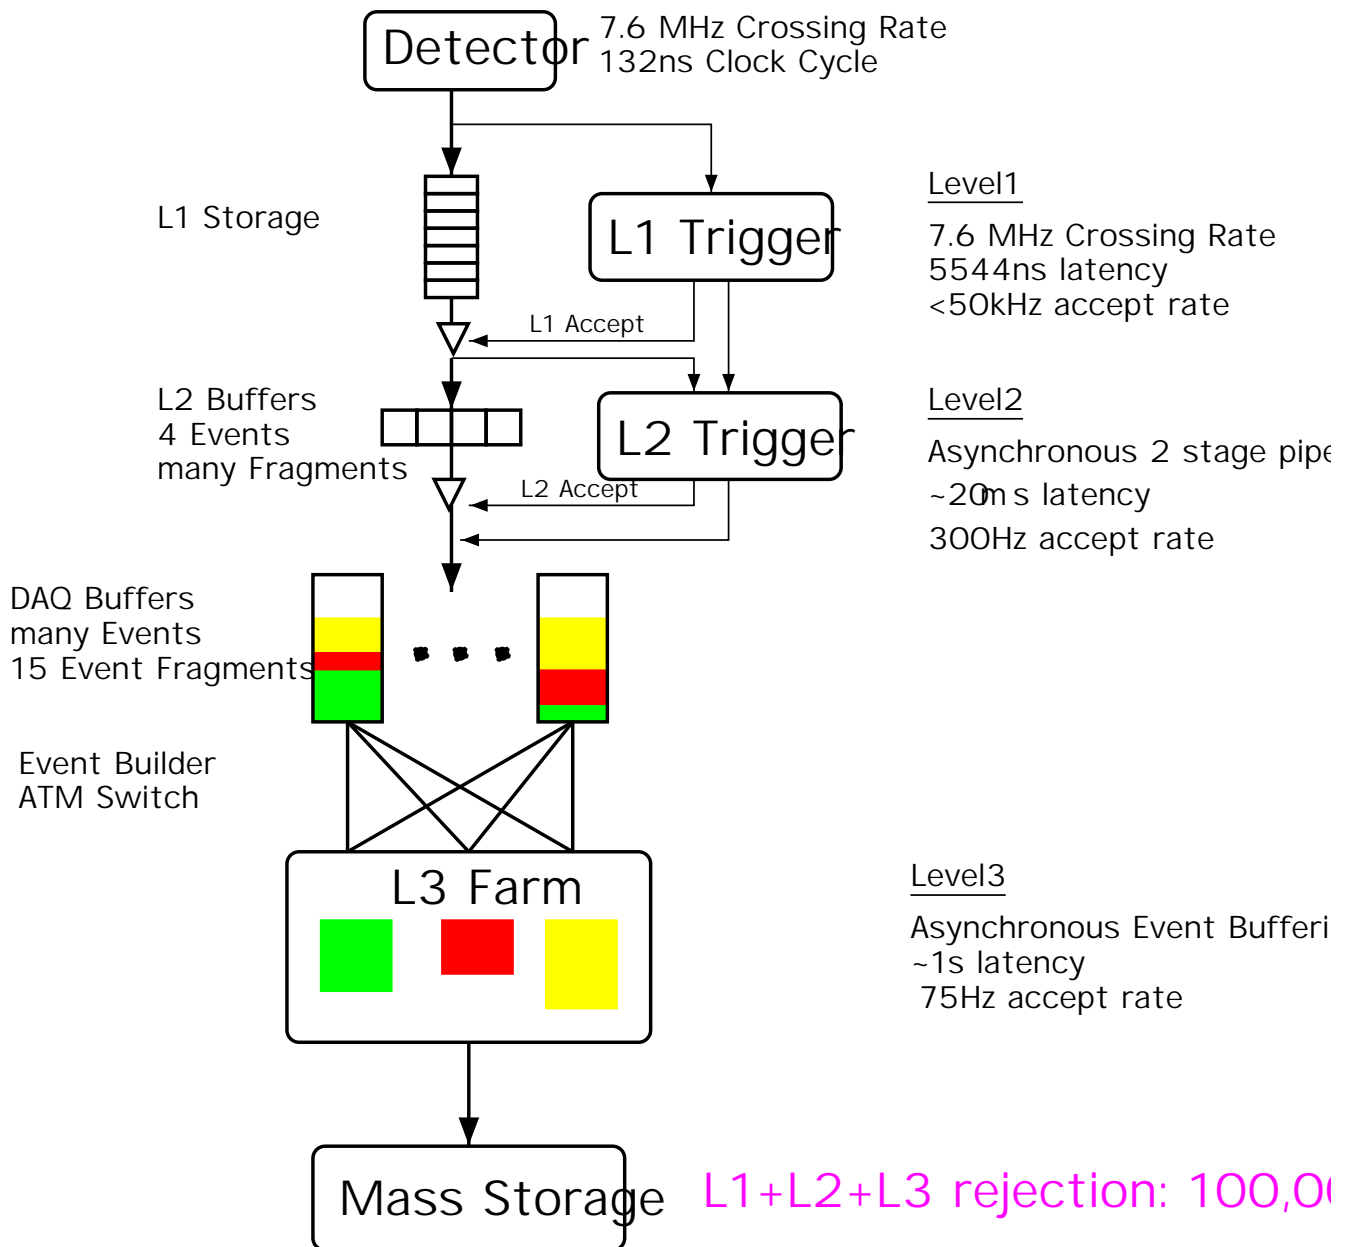 Detector
7.6 MHz Crossing Rate
132ns Clock Cycle
L1 Storage
L1 Trigger
Level1
7.6 MHz Crossing Rate
5544ns latency
<50kHz accept rate
L1 Accept
L2 Buffers
4 Events
many Fragments
L2 Trigger
Level2
Asynchronous 2 stage pipe
~20m s latency
300Hz accept rate
L2 Accept
DAQ Buffers
many Events
15 Event Fragments
Event Builder
ATM Switch
L3 Farm
Level3
Asynchronous Event Bufferi
~1s latency
75Hz accept rate
Mass Storage
L1+L2+L3 rejection: 100,0